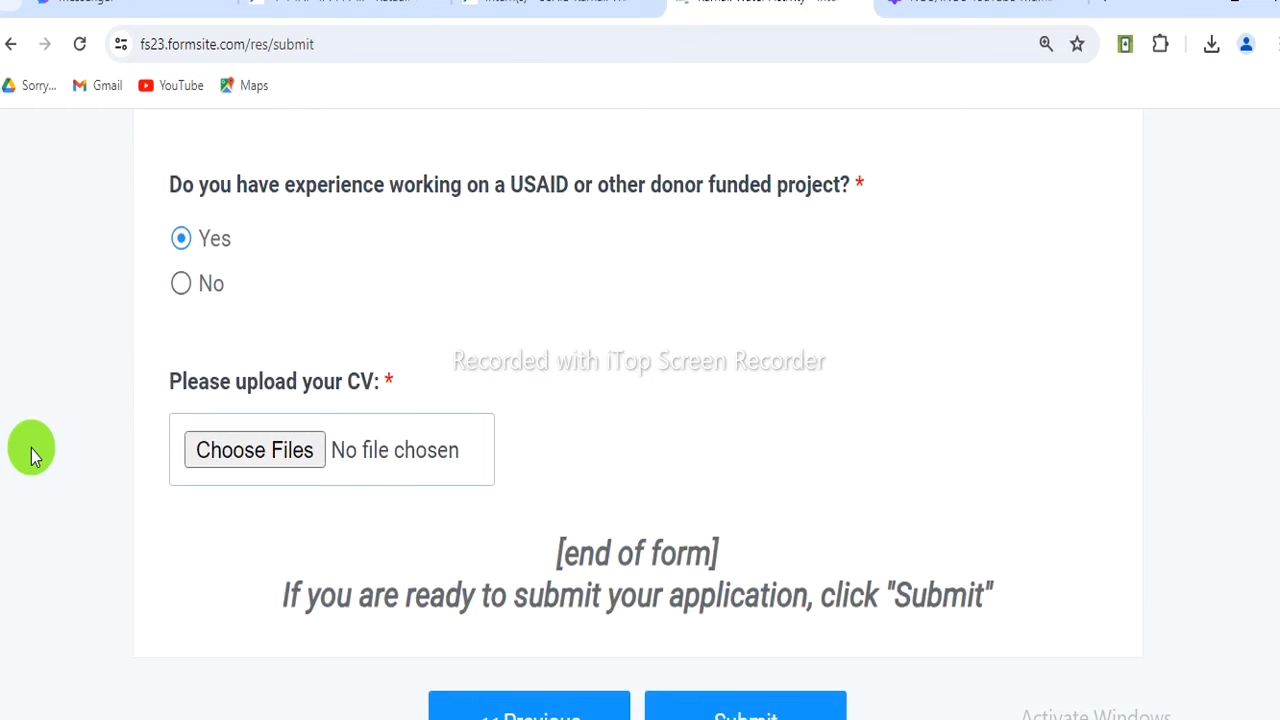 fs23.formsite.com/res/submit
Sorry...
Gmail
YouTube
Maps
Do you have experience working on a USAID or other donor funded project? *
Yes
No
Recorded with iTop Screen Recorder
Please upload your CV: *
Choose Files No file chosen
[end of form]
If you are ready to submit your application, click "Submit"
<< Previous
Submit
Activate Windows